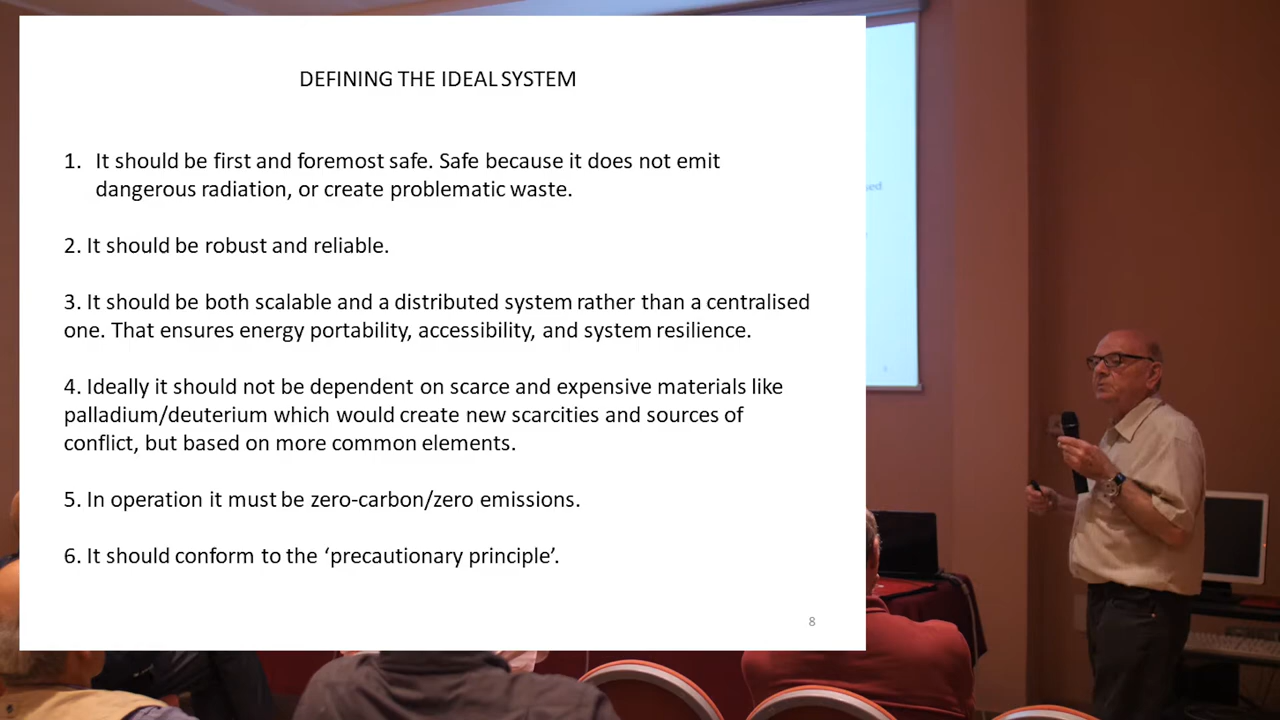 DEFINING THE IDEAL SYSTEM
1. It should be first and foremost safe. Safe because it does not emit
dangerous radiation, or create problematic waste.
2. It should be robust and reliable.
3. It should be both scalable and a distributed system rather than a centralised
one. That ensures energy portability, accessibility, and system resilience.
4. Ideally it should not be dependent on scarce and expensive materials like
palladium/deuterium which would create new scarcities and sources of
conflict, but based on more common elements.
5. In operation it must be zero-carbon/zero emissions.
6. It should conform to the ‘precautionary principle’.
8